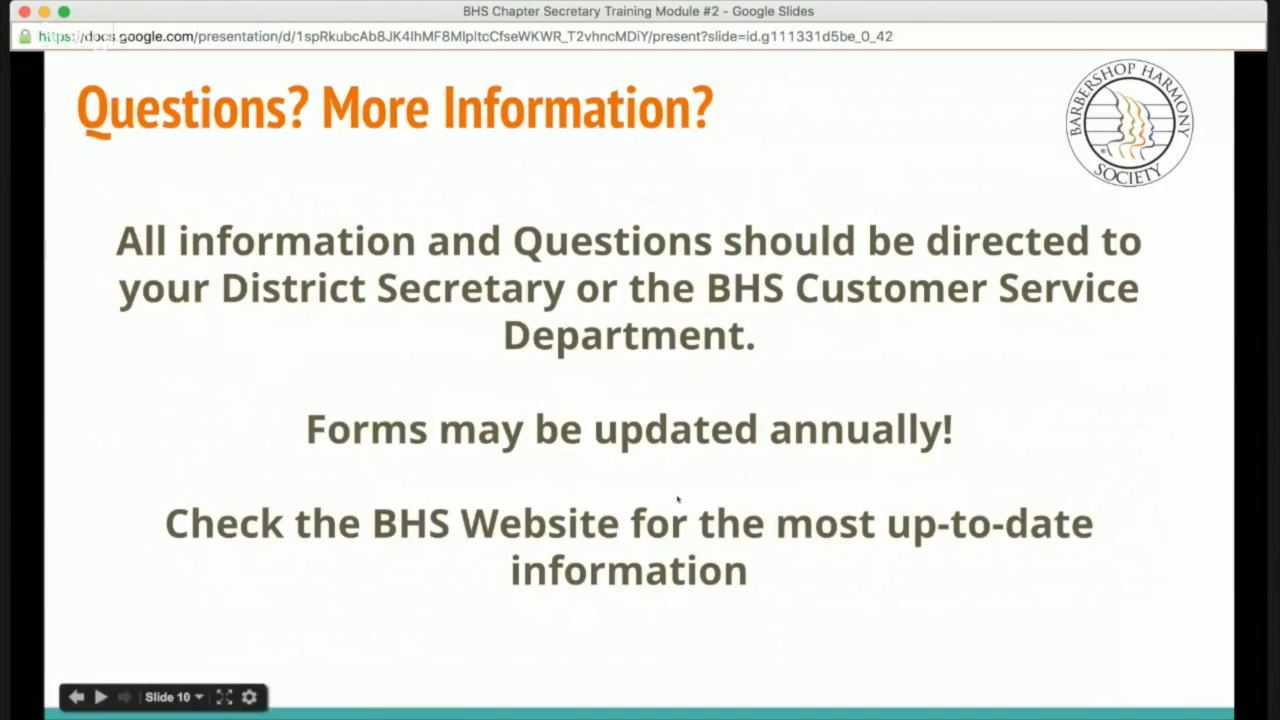 BHS Chapter Secretary Training Module #2 - Google Slides
https://docs.google.com/presentation/d/1spRkubcAb8JK4lhMF8MlpltcCfseWKWR_T2vhncMDiY/present?slide=id.g111331d5be_0_42
Questions? More Information?
BARBERSHOP HARMONY
SOCIETY
All information and Questions should be directed to
your District Secretary or the BHS Customer Service
Department.
Forms may be updated annually!
Check the BHS Website for the most up-to-date
information
Slide 10